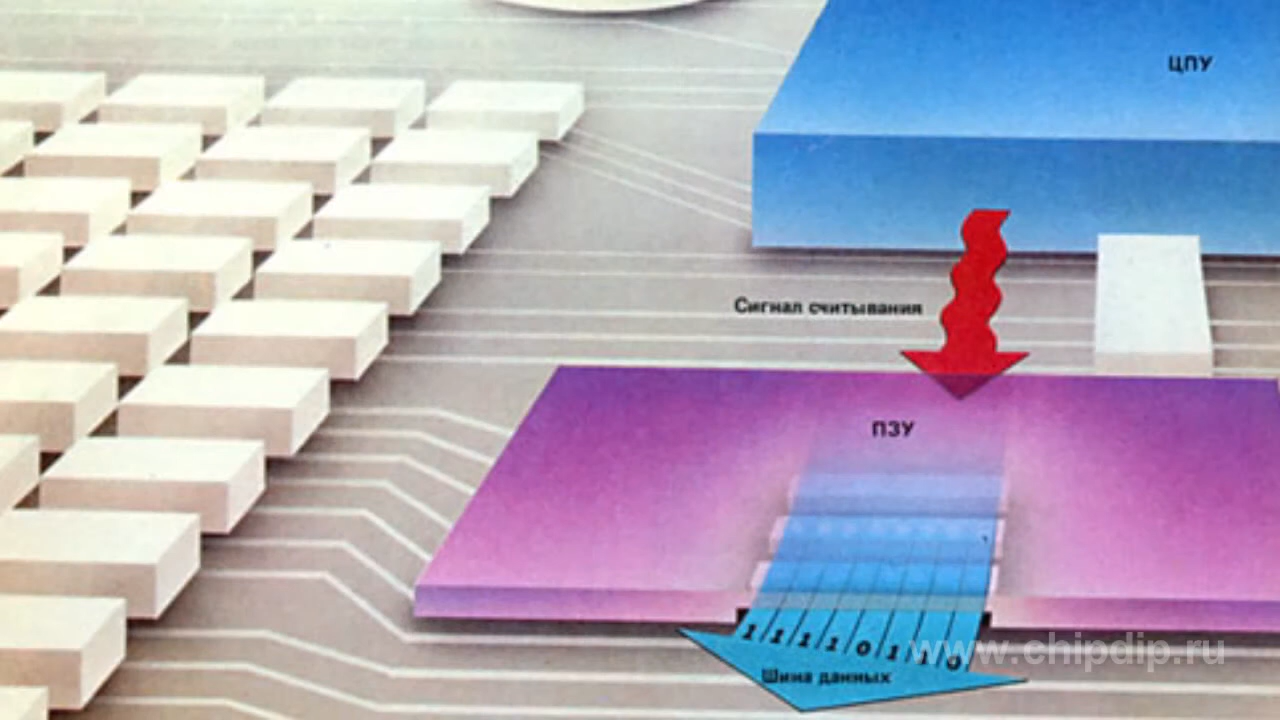 ЦПУ
Сигнал считывания
ПЗУ
1 1 1 1 0 1 1 0
Шина данных
www.chipdip.ru